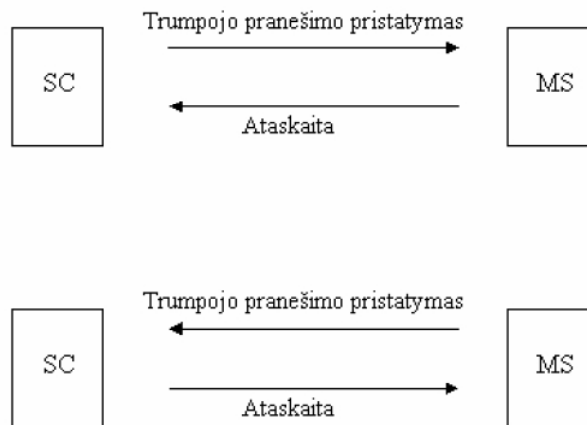 Trumpojo pranešimo pristatymas
SC
MS
Ataskaita
Trumpojo pranešimo pristatymas
SC
MS
Ataskaita